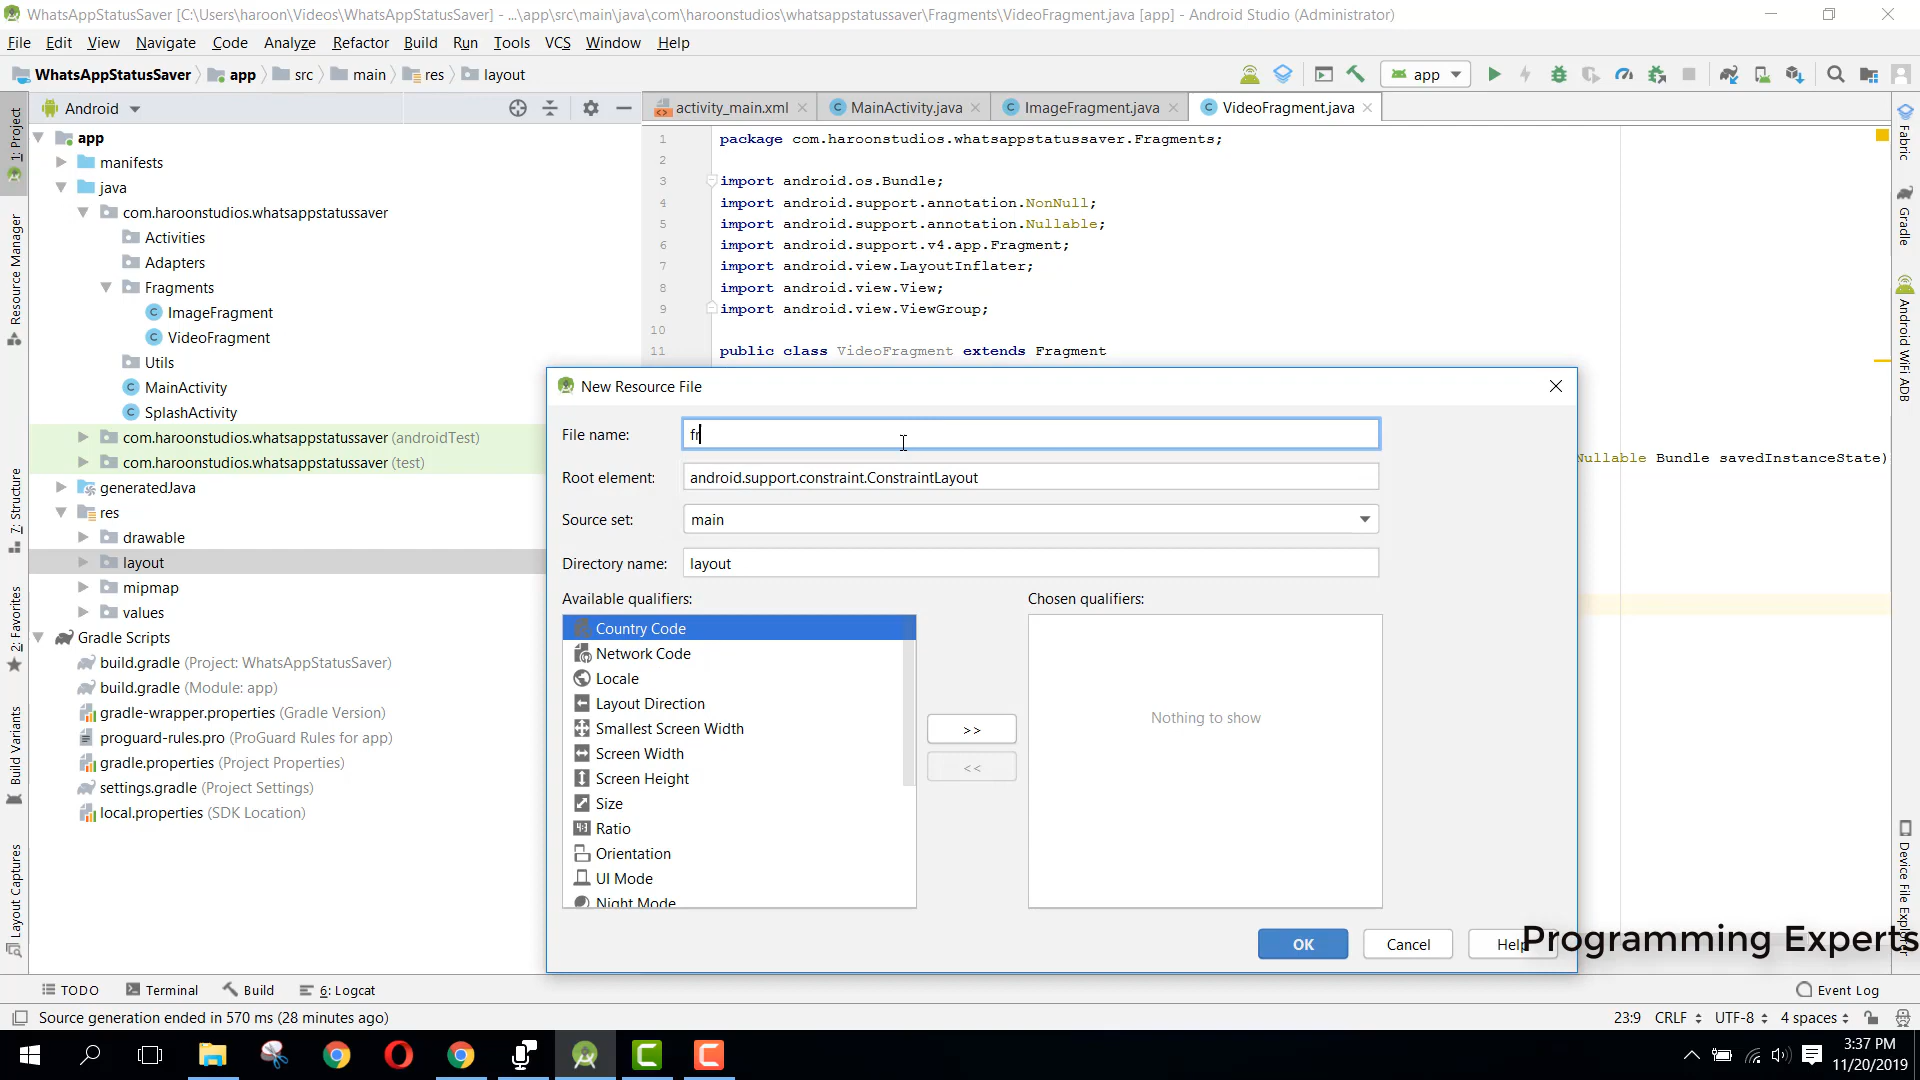 WhatsAppStatusSaver [C:\Users\haroon\Videos\WhatsAppStatusSaver] - ...\app\src\main\java\com\haroonstudios\whatsappstatussaver\Fragments\VideoFragment.java [app] - Android Studio (Administrator)
File Edit View Navigate Code Analyze Refactor Build Run Tools VCS Window Help
WhatsAppStatusSaver app src main res layout
app
Android
activity_main.xml MainActivity.java ImageFragment.java VideoFragment.java
1: Project
Resource Manager
7: Structure
2: Favorites
Build Variants
Layout Captures
app
manifests
java
com.haroonstudios.whatsappstatussaver
Activities
Adapters
Fragments
ImageFragment
VideoFragment
Utils
MainActivity
SplashActivity
com.haroonstudios.whatsappstatussaver (androidTest)
com.haroonstudios.whatsappstatussaver (test)
generatedJava
res
drawable
layout
mipmap
values
Gradle Scripts
build.gradle (Project: WhatsAppStatusSaver)
build.gradle (Module: app)
gradle-wrapper.properties (Gradle Version)
proguard-rules.pro (ProGuard Rules for app)
gradle.properties (Project Properties)
settings.gradle (Project Settings)
local.properties (SDK Location)
1 package com.haroonstudios.whatsappstatussaver.Fragments;
2
3 import android.os.Bundle;
4 import android.support.annotation.NonNull;
5 import android.support.annotation.Nullable;
6 import android.support.v4.app.Fragment;
7 import android.view.LayoutInflater;
8 import android.view.View;
9 import android.view.ViewGroup;
10
11 public class VideoFragment extends Fragment
Nullable Bundle savedInstanceState)
New Resource File
File name: fr
Root element: android.support.constraint.ConstraintLayout
Source set: main
Directory name: layout
Available qualifiers:
Country Code
Network Code
Locale
Layout Direction
Smallest Screen Width
Screen Width
Screen Height
Size
Ratio
Orientation
UI Mode
Night Mode
>>
<<
Chosen qualifiers:
Nothing to show
OK Cancel Help
Programming Experts
Fabric
Gradle
Android WiFi ADB
Device File Explorer
TODO Terminal Build 6: Logcat Event Log
Source generation ended in 570 ms (28 minutes ago)
23:9 CRLF UTF-8 4 spaces
3:37 PM
11/20/2019